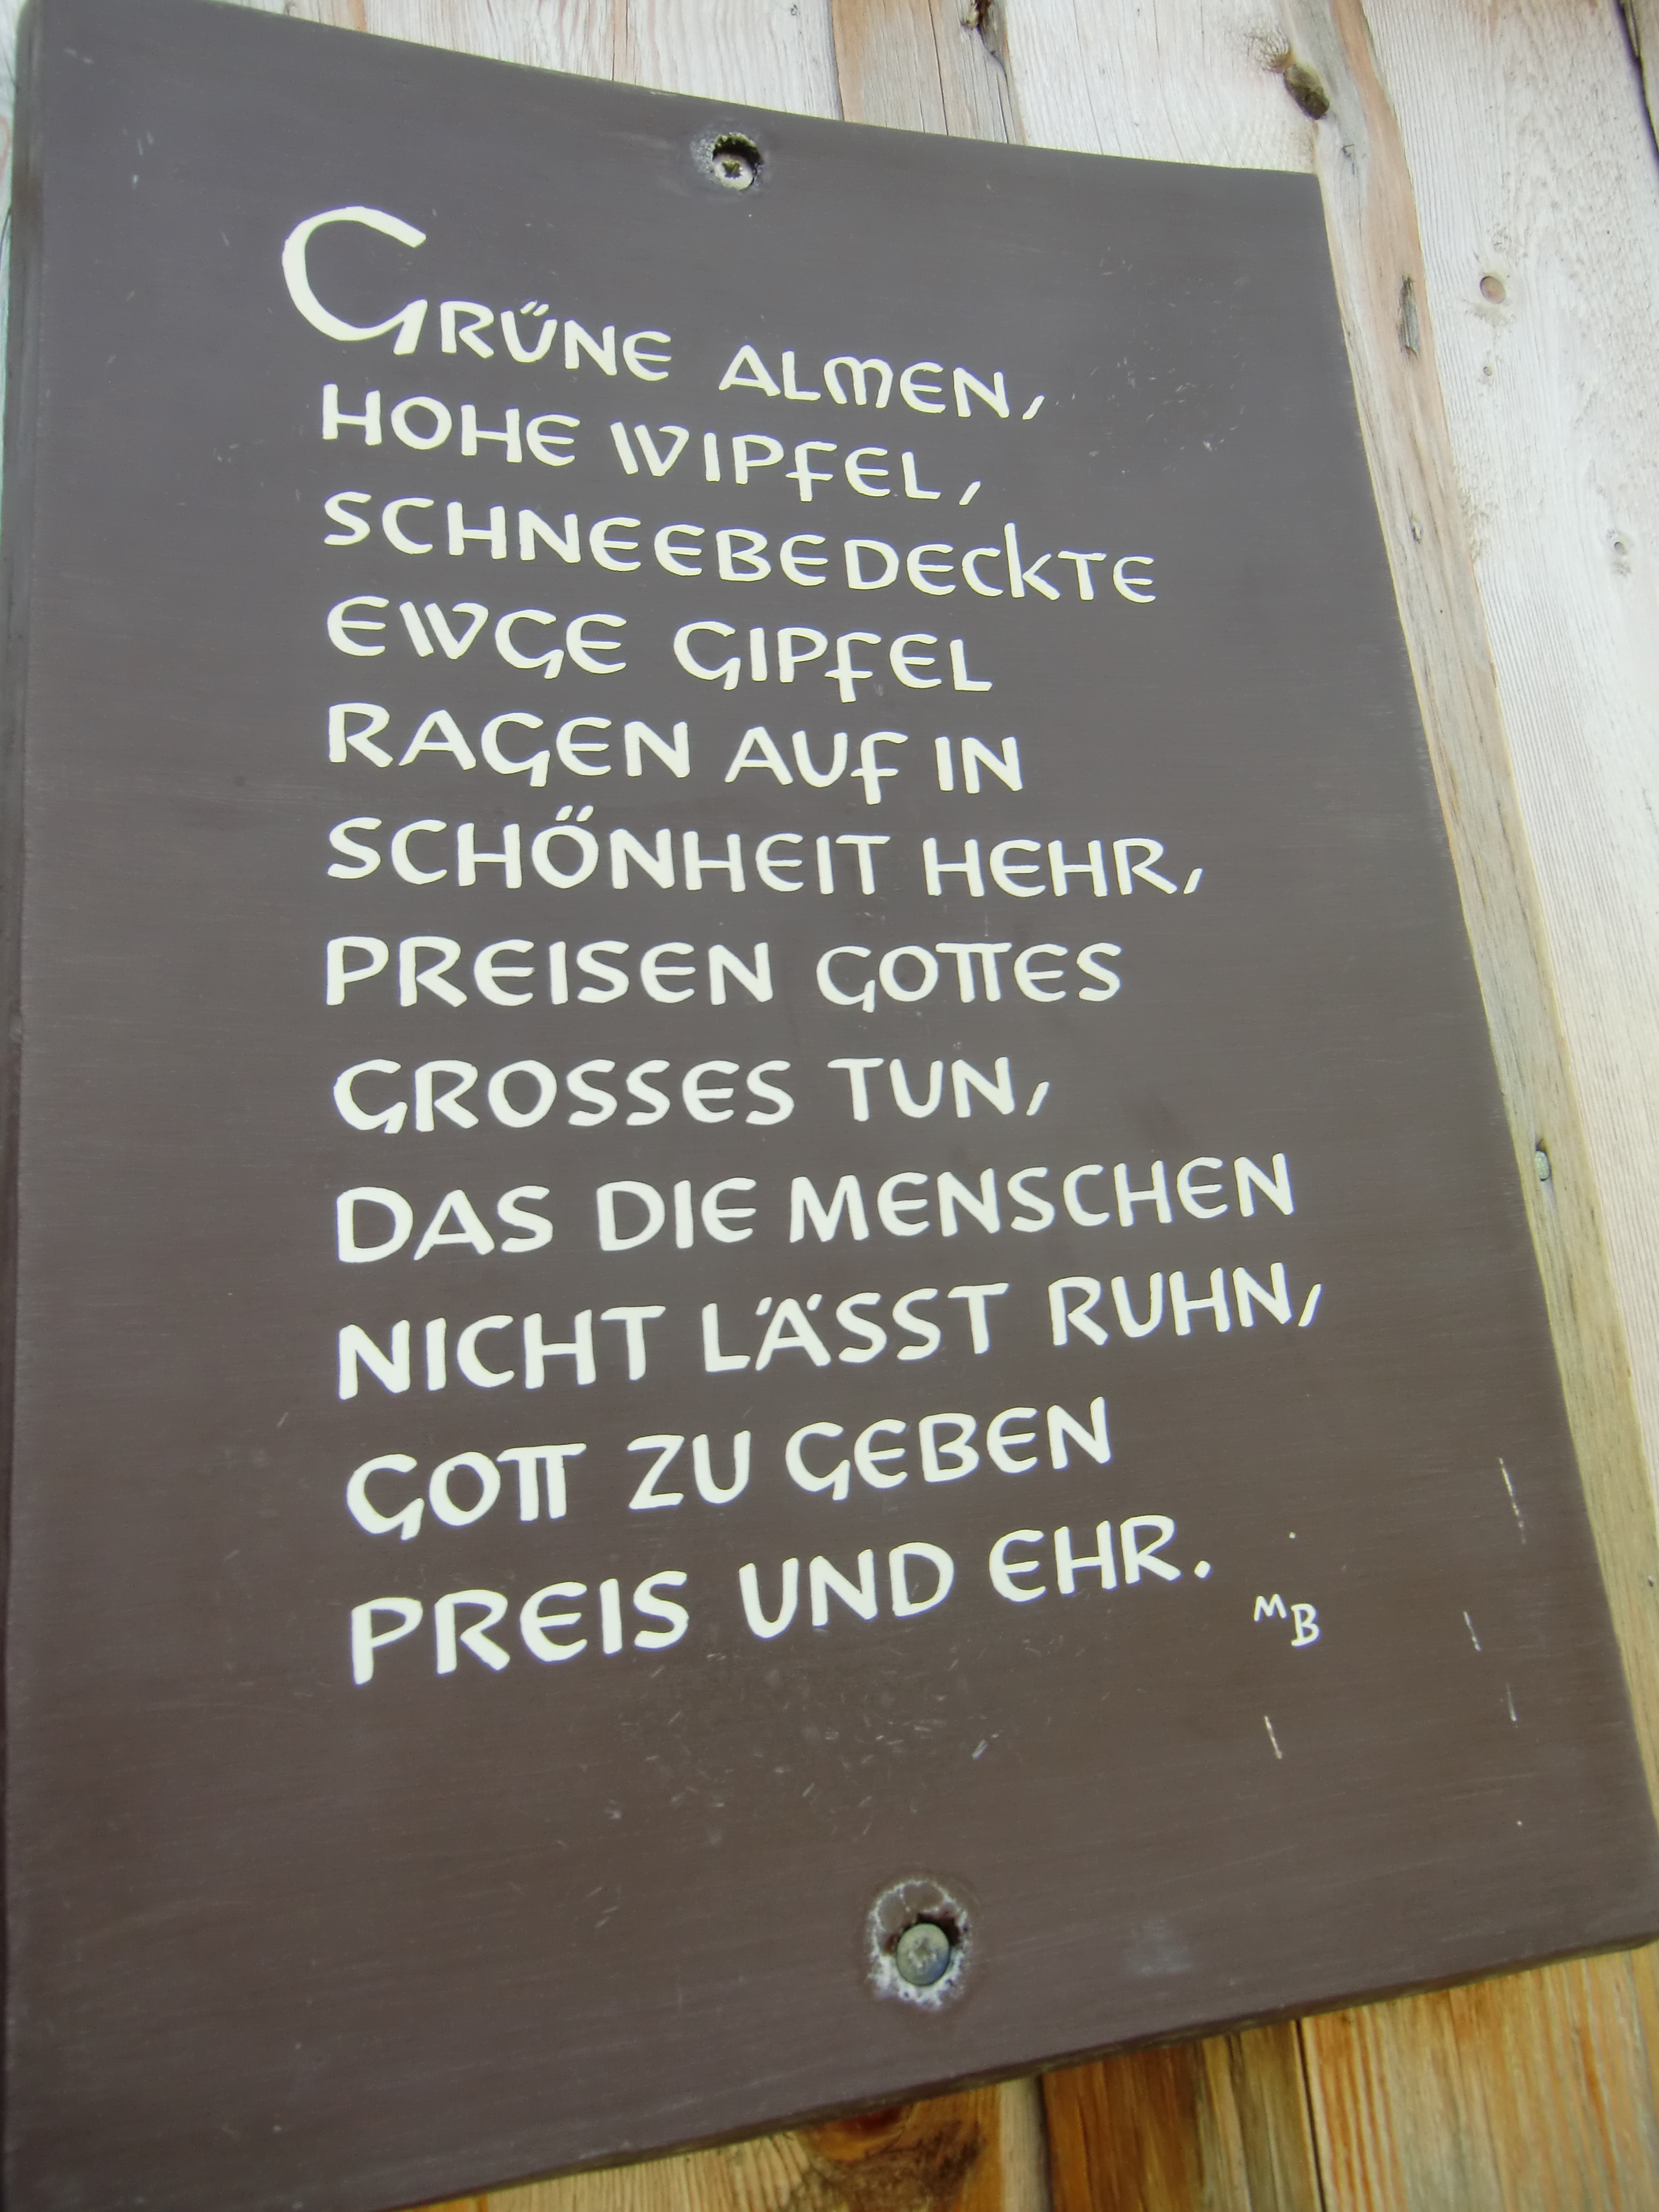 GRÜNE ALMEN,
HOHE WIPFEL,
SCHNEEBEDECKTE
EWGE GIPFEL
RAGEN AUF IN
SCHÖNHEIT HEHR,
PREISEN GOTTES
GROSSES TUN,
DAS DIE MENSCHEN
NICHT LÄSST RUHN,
GOTT ZU GEBEN
PREIS UND EHR.
MB